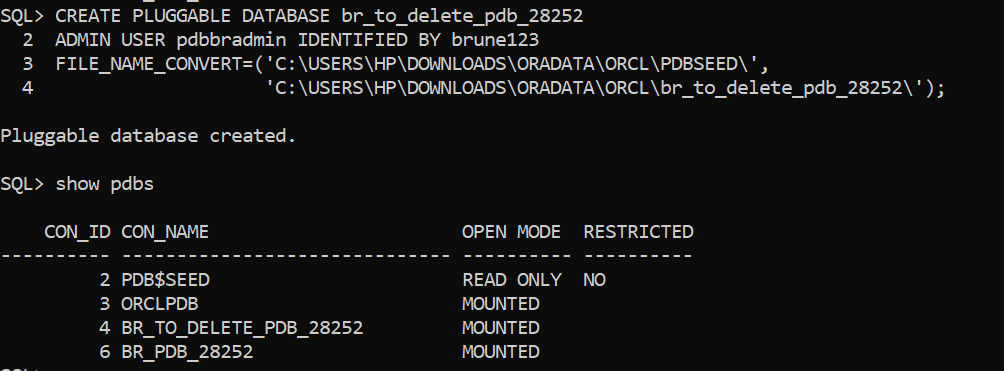 SQL> CREATE PLUGGABLE DATABASE br_to_delete_pdb_28252
  2  ADMIN USER pdbbradmin IDENTIFIED BY brune123
  3  FILE_NAME_CONVERT=('C:\USERS\HP\DOWNLOADS\ORADATA\ORCL\PDBSEED\',
  4                     'C:\USERS\HP\DOWNLOADS\ORADATA\ORCL\br_to_delete_pdb_28252\');
Pluggable database created.
SQL> show pdbs
    CON_ID CON_NAME                       OPEN MODE  RESTRICTED
---------- ------------------------------ ---------- ----------
         2 PDB$SEED                       READ ONLY  NO
         3 ORCLPDB                        MOUNTED
         4 BR_TO_DELETE_PDB_28252         MOUNTED
         6 BR_PDB_28252                   MOUNTED